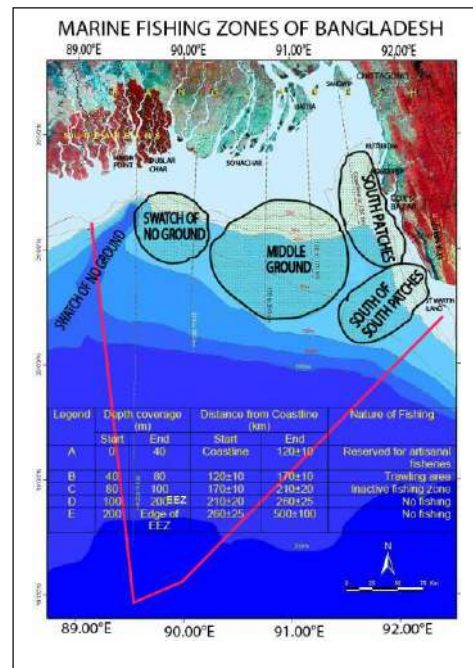 MARINE FISHING ZONES OF BANGLADESH
89.00°E 90.00°E 91.00°E 92.00°E
CHITTAGONG
SANDWIP
HATIA
KUTUBDIA
SUNDARBANS
DUBLAR
CHAR
SONACHAR
COX'S
BAZAR
SWATCH OF
NO GROUND
MIDDLE
GROUND
SOUTH PATCHES
SOUTH OF
SOUTH PATCHES
SWATCH OF NO GROUND
ST MARTIN
Legend Depth coverage Distance from Coastline Nature of Fishing
(m) (km)
Start End Start End
A 0 40 Coastline 120±10 Reserved for artisanal
fisheries
B 40 80 120±10 170±10 Trawling area
C 80 100 170±10 210±20 Inactive fishing zone
D 100 200 EEZ 210±20 260±25 No fishing
E 200 Edge of 260±25 500±100 No fishing
EEZ
N
89.00°E 90.00°E 91.00°E 92.00°E